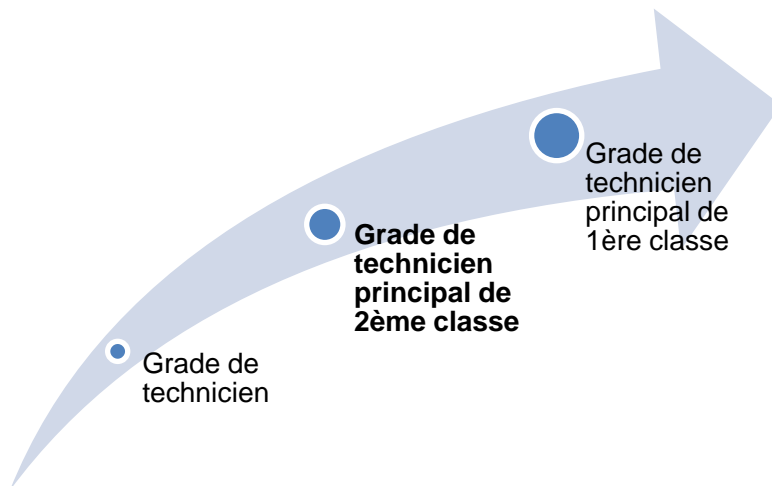 Grade de
technicien
Grade de
technicien
principal de
2ème classe
Grade de
technicien
principal de
1ère classe